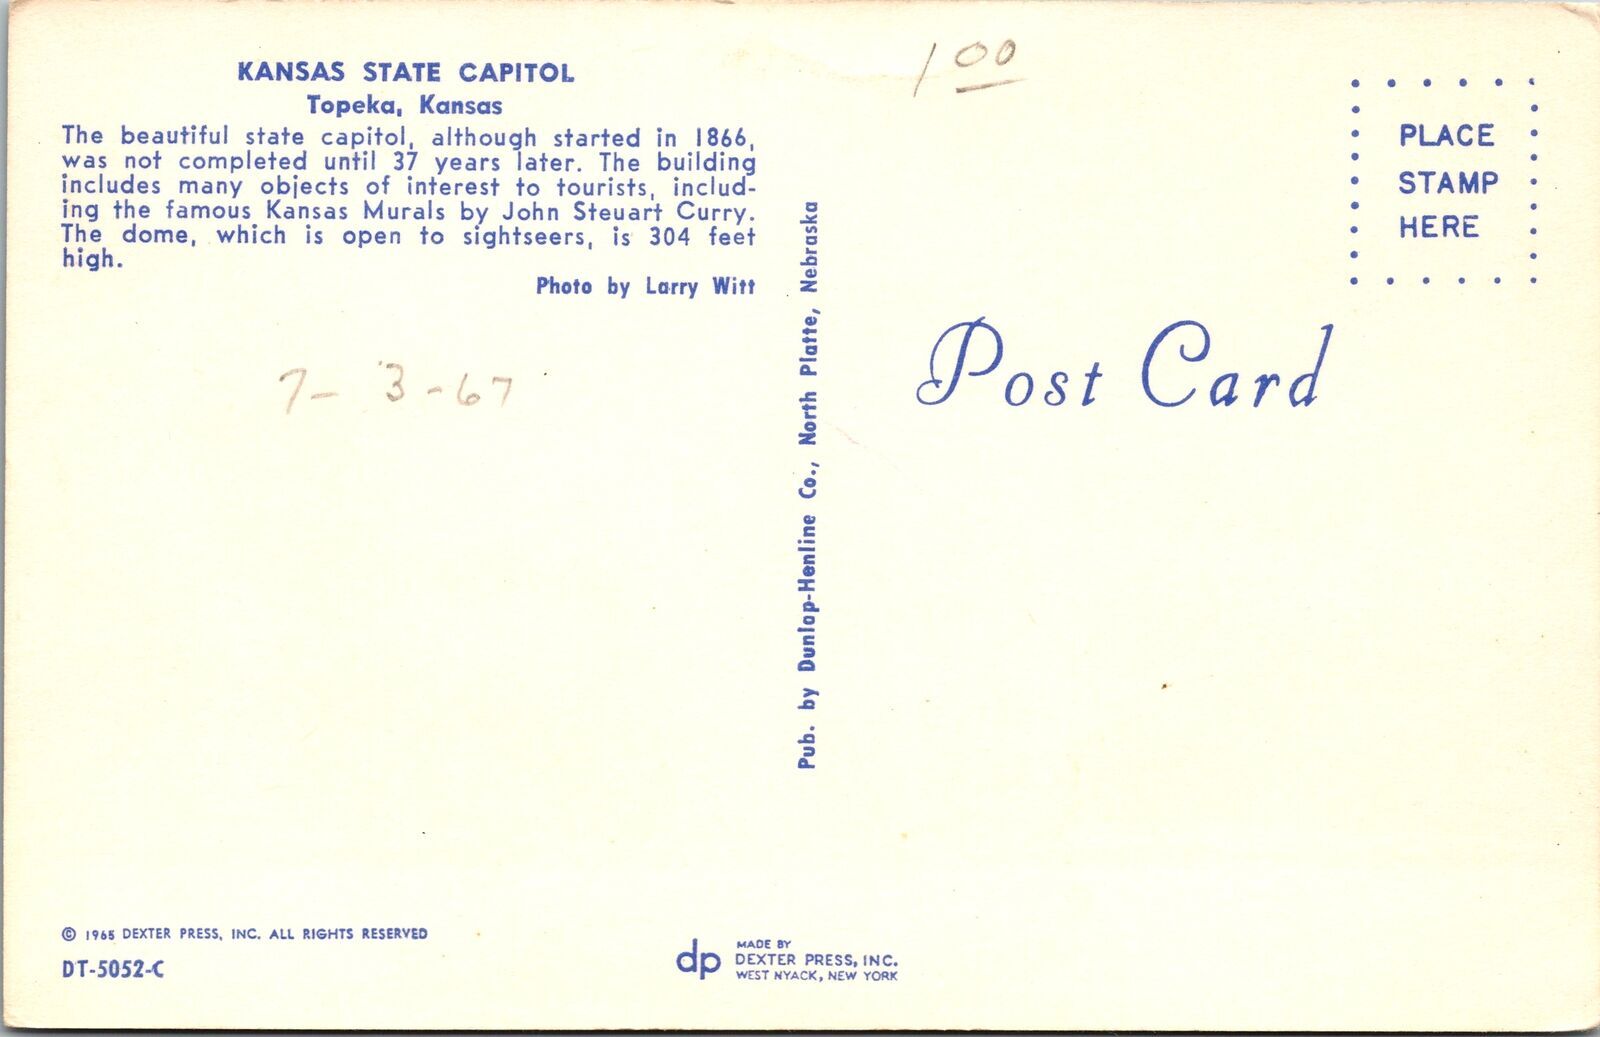 KANSAS STATE CAPITOL
Topeka, Kansas
The beautiful state capitol, although started in 1866,
was not completed until 37 years later. The building
includes many objects of interest to tourists, includ-
ing the famous Kansas Murals by John Steuart Curry.
The dome, which is open to sightseers, is 304 feet
high.
Photo by Larry Witt
7- 3-67
© 1965 DEXTER PRESS, INC. ALL RIGHTS RESERVED
DT-5052-C
Pub. by Dunlap-Henline Co., North Platte, Nebraska
dp
MADE BY
DEXTER PRESS, INC.
WEST NYACK, NEW YORK
1 00
PLACE
STAMP
HERE
Post Card